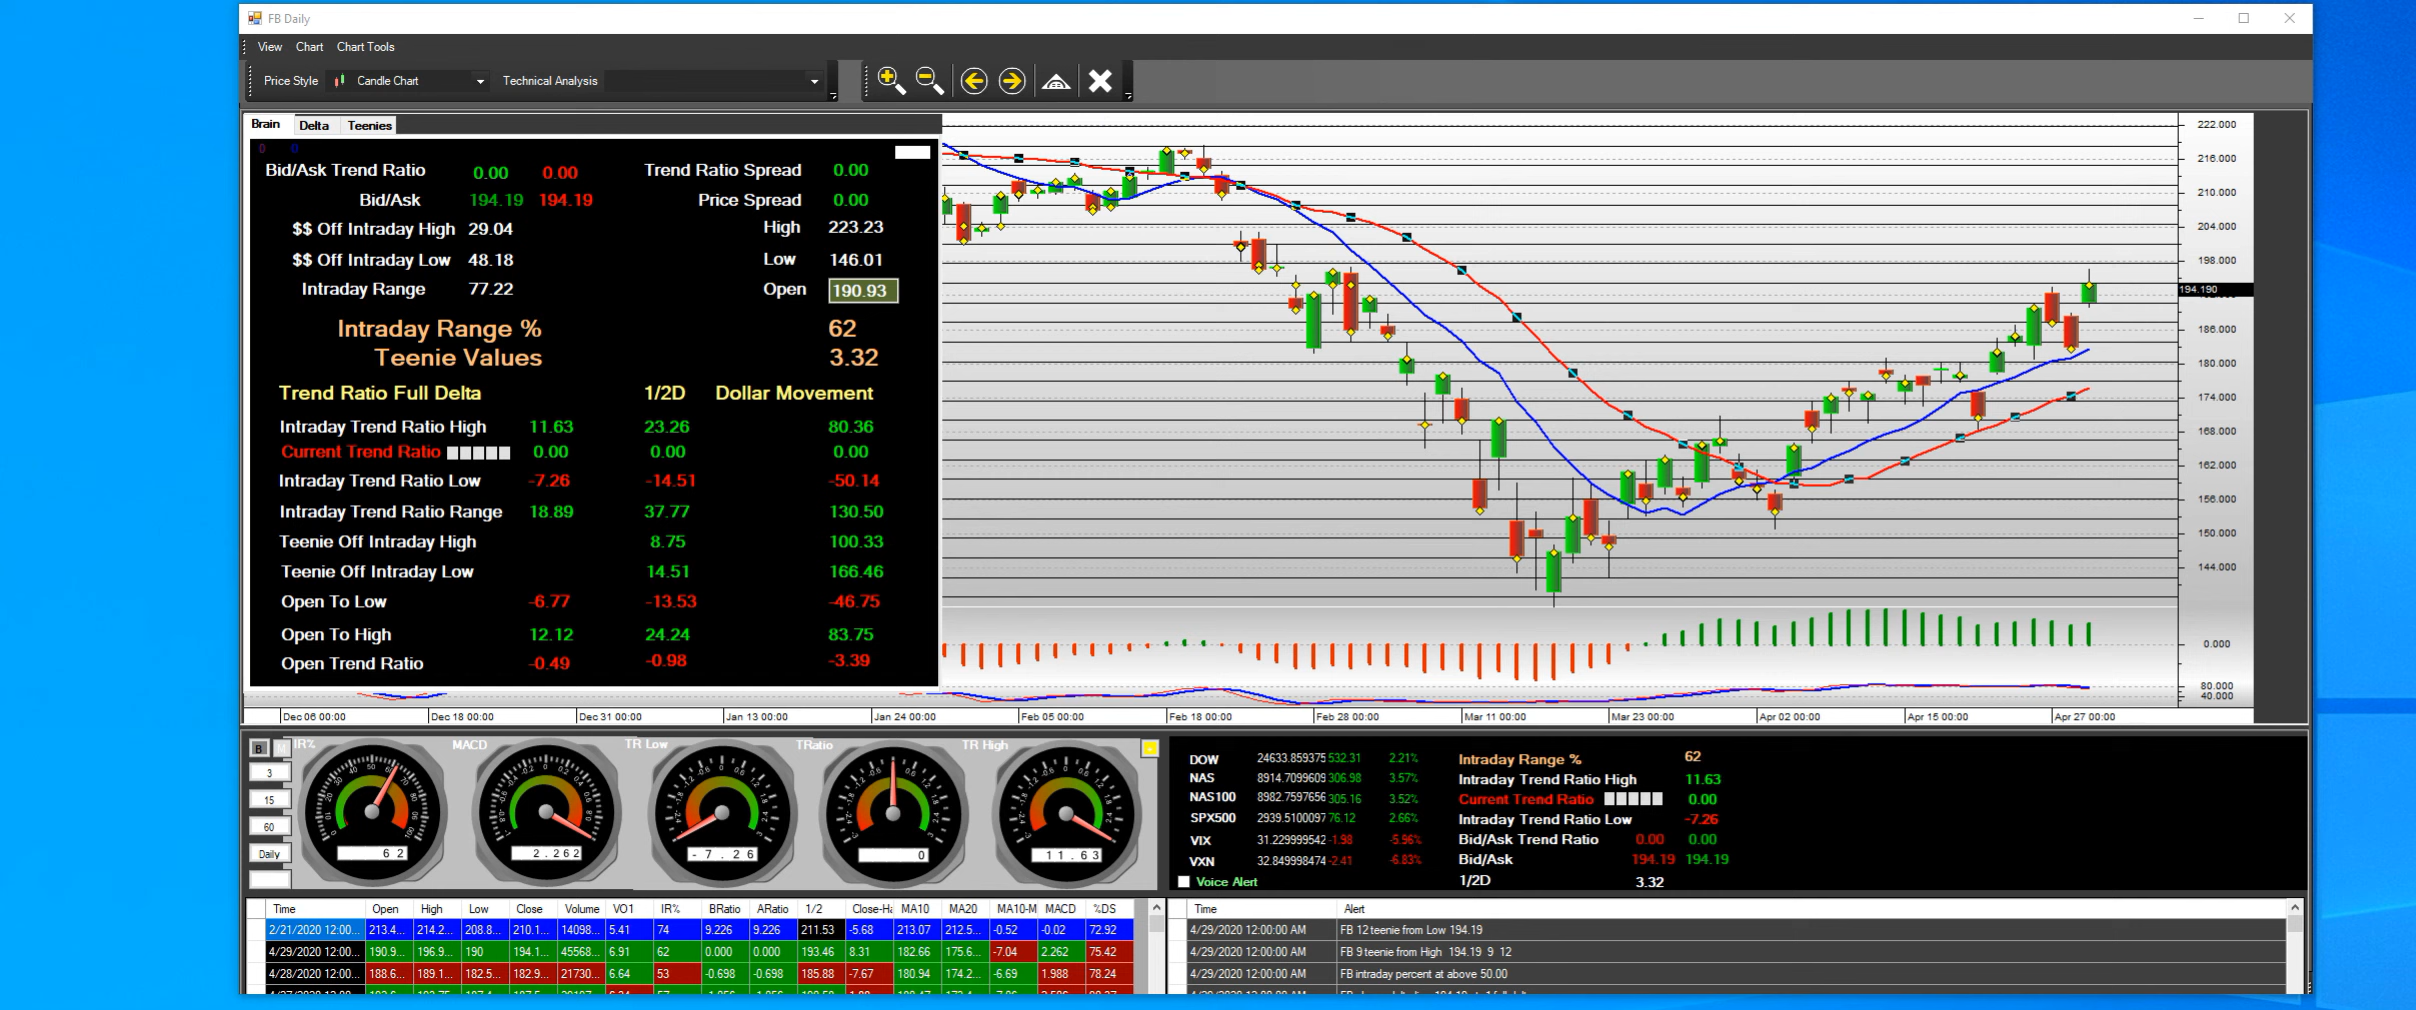 FB Daily
View Chart Chart Tools
Price Style Candle Chart Technical Analysis
Brain Delta Teenies
0 0
Bid/Ask Trend Ratio 0.00 0.00 Trend Ratio Spread 0.00
Bid/Ask 194.19 194.19 Price Spread 0.00
$$ Off Intraday High 29.04 High 223.23
$$ Off Intraday Low 48.18 Low 146.01
Intraday Range 77.22 Open 190.93
Intraday Range % 62
Teenie Values 3.32
Trend Ratio Full Delta 1/2D Dollar Movement
Intraday Trend Ratio High 11.63 23.26 80.36
Current Trend Ratio 0.00 0.00 0.00
Intraday Trend Ratio Low -7.26 -14.51 -50.14
Intraday Trend Ratio Range 18.89 37.77 130.50
Teenie Off Intraday High 8.75 100.33
Teenie Off Intraday Low 14.51 166.46
Open To Low -6.77 -13.53 -46.75
Open To High 12.12 24.24 83.75
Open Trend Ratio -0.49 -0.98 -3.39
222.000
216.000
210.000
204.000
198.000
194.190
186.000
180.000
174.000
168.000
162.000
156.000
150.000
144.000
0.000
80.000
40.000
Dec 06 00:00 Dec 18 00:00 Dec 31 00:00 Jan 13 00:00 Jan 24 00:00 Feb 05 00:00 Feb 18 00:00 Feb 28 00:00 Mar 11 00:00 Mar 23 00:00 Apr 02 00:00 Apr 15 00:00 Apr 27 00:00
B M IR% MACD TR Low TRatio TR High
3
15
60
Daily
62 2.262 -7.26 0 11.63
DOW 24633.859375 532.31 2.21% Intraday Range % 62
NAS 8914.7099609 306.98 3.57% Intraday Trend Ratio High 11.63
NAS100 8982.7597656 305.16 3.52% Current Trend Ratio 0.00
SPX500 2939.5100097 76.12 2.66% Intraday Trend Ratio Low -7.26
VIX 31.229999542 -1.98 -5.96% Bid/Ask Trend Ratio 0.00 0.00
VXN 32.849998474 -2.41 -6.83% Bid/Ask 194.19 194.19
Voice Alert 1/2D 3.32
Time Open High Low Close Volume VO1 IR% BRatio ARatio 1/2 Close-Ha MA10 MA20 MA10-M MACD %DS
2/21/2020 12:00... 213.4... 214.2... 208.8... 210.1... 14098... 5.41 74 9.226 9.226 211.53 -5.68 213.07 212.5... -0.52 -0.02 72.92
4/29/2020 12:00... 190.9... 196.9... 190 194.1... 45568... 6.91 62 0.000 0.000 193.46 8.31 182.66 175.6... -7.04 2.262 75.42
4/28/2020 12:00... 188.6... 189.1... 182.5... 182.9... 21730... 6.64 53 -0.698 -0.698 185.88 -7.67 180.94 174.2... -6.69 1.988 78.24
Time Alert
4/29/2020 12:00:00 AM FB 12 teenie from Low 194.19
4/29/2020 12:00:00 AM FB 9 teenie from High 194.19 9 12
4/29/2020 12:00:00 AM FB intraday percent at above 50.00